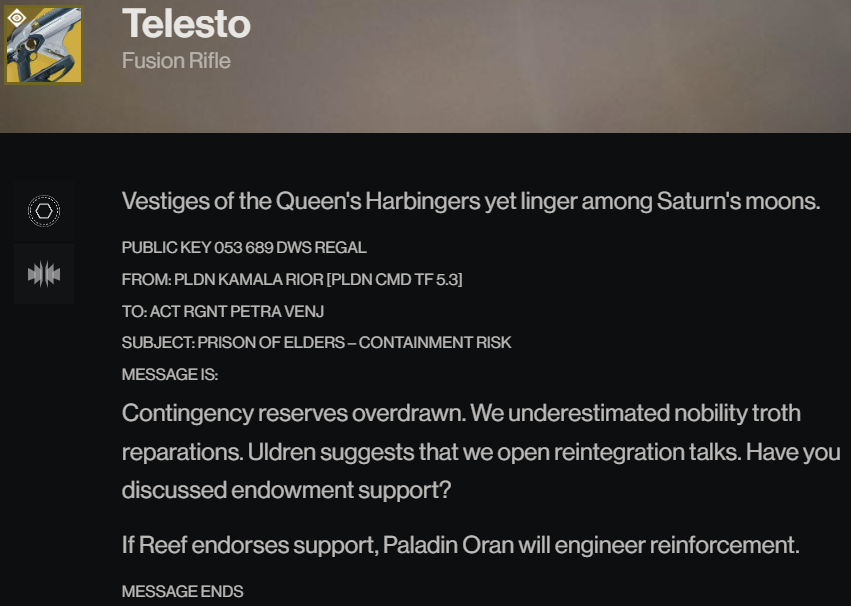 Telesto
Fusion Rifle
Vestiges of the Queen's Harbingers yet linger among Saturn's moons.
PUBLIC KEY 053 689 DWS REGAL
FROM: PLDN KAMALA RIOR [PLDN CMD TF 5.3]
TO: ACT RGNT PETRA VENJ
SUBJECT: PRISON OF ELDERS – CONTAINMENT RISK
MESSAGE IS:
Contingency reserves overdrawn. We underestimated nobility troth
reparations. Uldren suggests that we open reintegration talks. Have you
discussed endowment support?
If Reef endorses support, Paladin Oran will engineer reinforcement.
MESSAGE ENDS